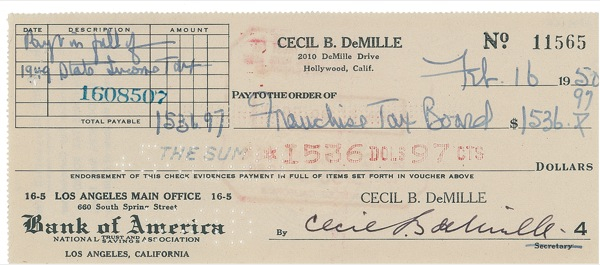 DATE DESCRIPTION AMOUNT
Paymt in full of
1949 State Income Tax
1608507
TOTAL PAYABLE 1536 97
CECIL B. DeMILLE
2010 DeMille Drive
Hollywood, Calif.
No 11565
Feb. 16 1950
PAY TO THE ORDER OF Franchise Tax Board $1536. 97/X
THE SUM $1536 DOLS 97 CTS
DOLLARS
ENDORSEMENT OF THIS CHECK EVIDENCES PAYMENT IN FULL OF ITEMS SET FORTH IN VOUCHER ABOVE
16-5 LOS ANGELES MAIN OFFICE 16-5
660 South Spring Street
Bank of America
NATIONAL TRUST AND SAVINGS ASSOCIATION
LOS ANGELES, CALIFORNIA
CECIL B. DeMILLE
By Cecil B deMille 4
Secretary